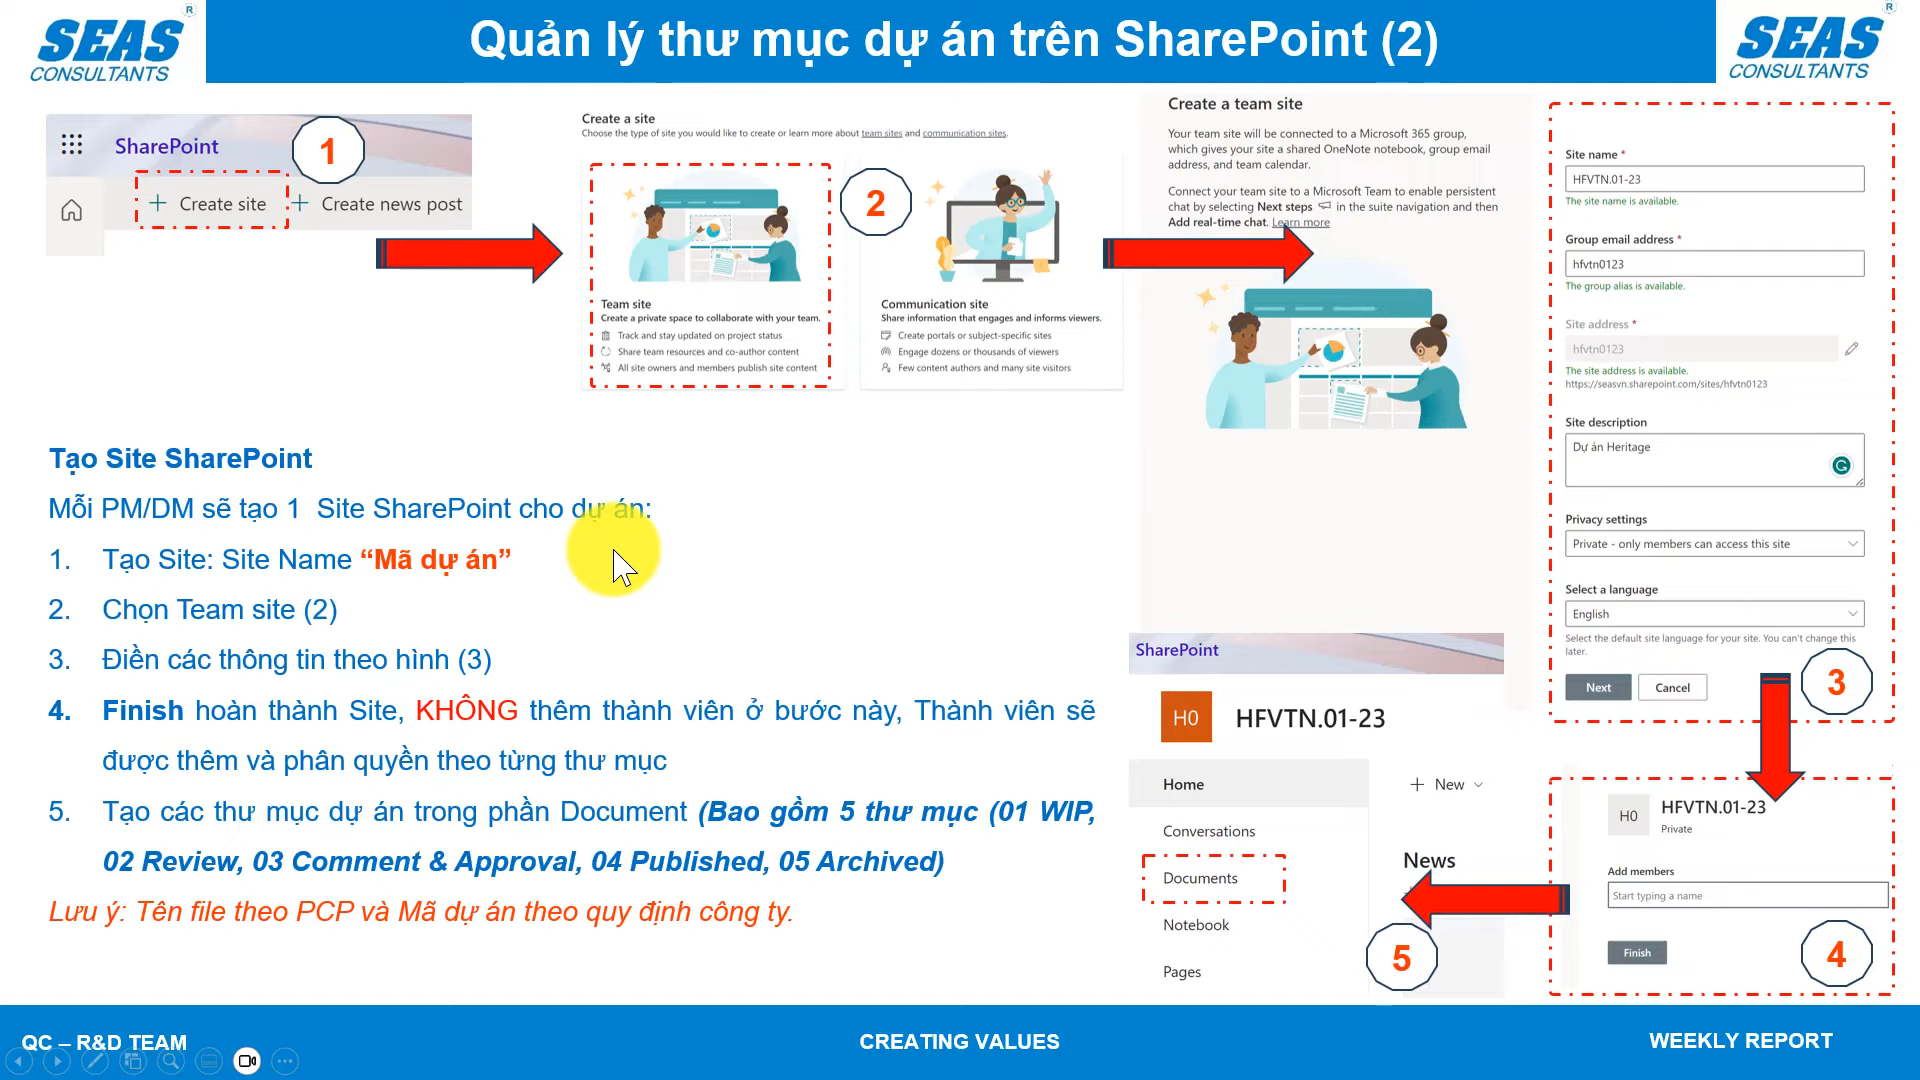 SEAS
CONSULTANTS
®
Quản lý thư mục dự án trên SharePoint (2)
SEAS
CONSULTANTS
®
SharePoint
1
+ Create site
+ Create news post
Create a site
Choose the type of site you would like to create or learn more about team sites and communication sites.
2
Team site
Create a private space to collaborate with your team.
Track and stay updated on project status
Share team resources and co-author content
All site owners and members publish site content
Communication site
Share information that engages and informs viewers.
Create portals or subject-specific sites
Engage dozens or thousands of viewers
Few content authors and many site visitors
Create a team site
Your team site will be connected to a Microsoft 365 group,
which gives your site a shared OneNote notebook, group email
address, and team calendar.
Connect your team site to a Microsoft Team to enable persistent
chat by selecting Next steps in the suite navigation and then
Add real-time chat. Learn more
Site name *
HFVTN.01-23
The site name is available.
Group email address *
hfvtn0123
The group alias is available.
Site address *
hfvtn0123
The site address is available.
https://seasvn.sharepoint.com/sites/hfvtn0123
Site description
Dự án Heritage
Privacy settings
Private - only members can access this site
Select a language
English
Select the default site language for your site. You can't change this
later.
Next
Cancel
3
Tạo Site SharePoint
Mỗi PM/DM sẽ tạo 1 Site SharePoint cho dự án:
1. Tạo Site: Site Name “Mã dự án”
2. Chọn Team site (2)
3. Điền các thông tin theo hình (3)
4. Finish hoàn thành Site, KHÔNG thêm thành viên ở bước này, Thành viên sẽ
được thêm và phân quyền theo từng thư mục
5. Tạo các thư mục dự án trong phần Document (Bao gồm 5 thư mục (01 WIP,
02 Review, 03 Comment & Approval, 04 Published, 05 Archived)
Lưu ý: Tên file theo PCP và Mã dự án theo quy định công ty.
SharePoint
H0
HFVTN.01-23
Home
+ New
Conversations
News
Documents
Notebook
Pages
5
H0
HFVTN.01-23
Private
Add members
Start typing a name
Finish
4
QC – R&D TEAM
CREATING VALUES
WEEKLY REPORT